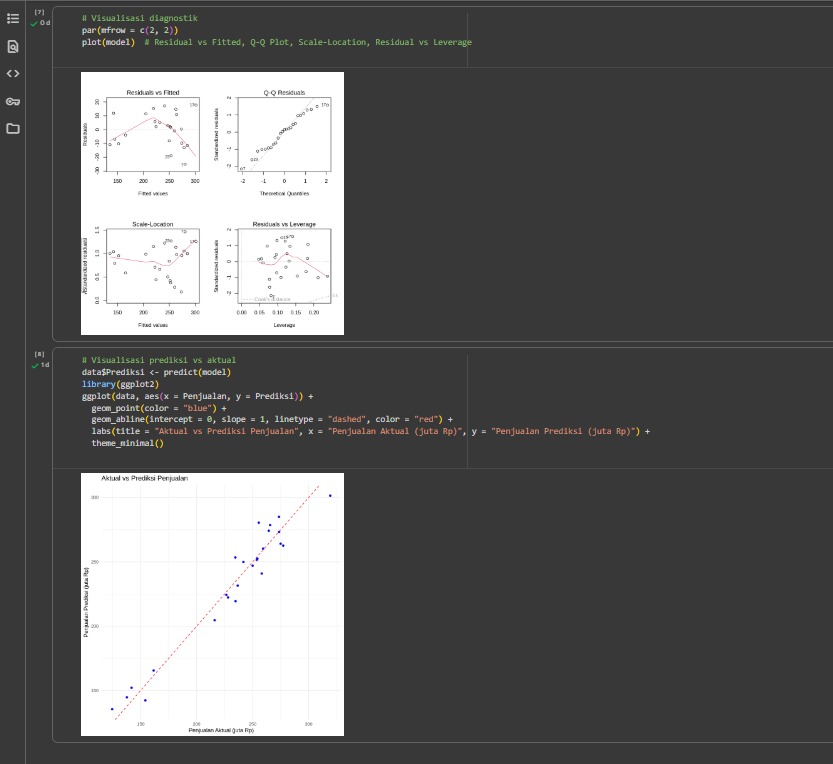 [7]
0 d
# Visualisasi diagnostik
par(mfrow = c(2, 2))
plot(model)  # Residual vs Fitted, Q-Q Plot, Scale-Location, Residual vs Leverage
Residuals vs Fitted
Residuals
-30 -20 -10 0 10 20
150 200 250 300
Fitted values
Q-Q Residuals
Standardized residuals
-2 -1 0 1 2
-2 -1 0 1 2
Theoretical Quantiles
Scale-Location
0.0 0.5 1.0 1.5
150 200 250 300
Fitted values
Residuals vs Leverage
Standardized residuals
-2 -1 0 1 2
Cook's distance
0.00 0.05 0.10 0.15 0.20
Leverage
[8]
1d
# Visualisasi prediksi vs aktual
data$Prediksi <- predict(model)
library(ggplot2)
ggplot(data, aes(x = Penjualan, y = Prediksi)) +
  geom_point(color = "blue") +
  geom_abline(intercept = 0, slope = 1, linetype = "dashed", color = "red") +
  labs(title = "Aktual vs Prediksi Penjualan", x = "Penjualan Aktual (juta Rp)", y = "Penjualan Prediksi (juta Rp)") +
  theme_minimal()
Aktual vs Prediksi Penjualan
Penjualan Prediksi (juta Rp)
300
250
200
150
150 200 250 300
Penjualan Aktual (juta Rp)